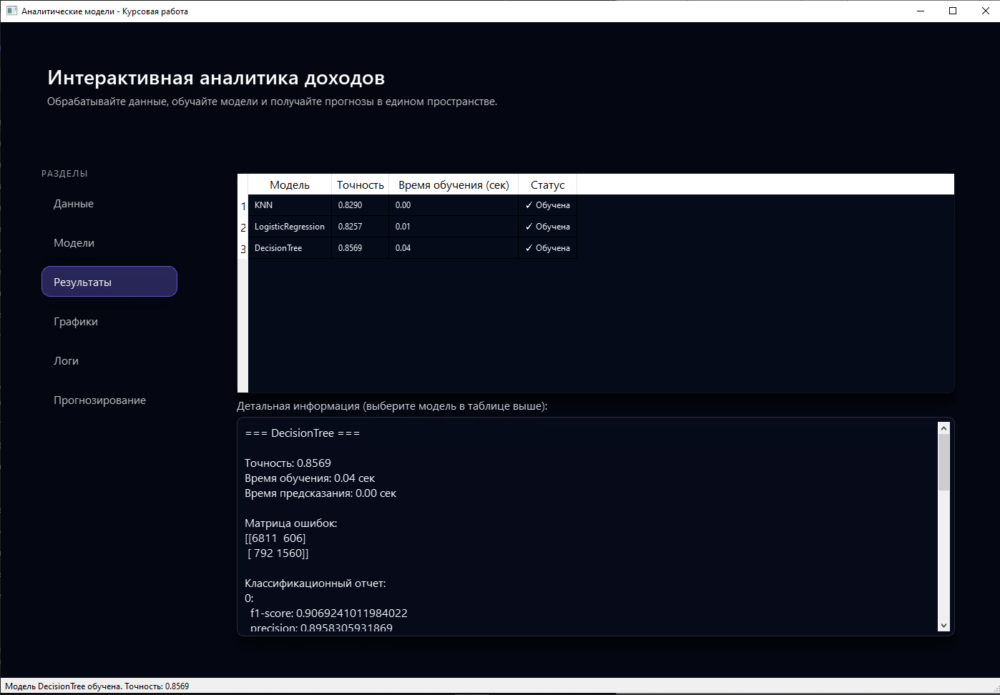 Аналитические модели - Курсовая работа
Интерактивная аналитика доходов
Обрабатывайте данные, обучайте модели и получайте прогнозы в едином пространстве.
РАЗДЕЛЫ
Данные
Модели
Результаты
Графики
Логи
Прогнозирование
Модель Точность Время обучения (сек) Статус
1 KNN 0.8290 0.00 ✓ Обучена
2 LogisticRegression 0.8257 0.01 ✓ Обучена
3 DecisionTree 0.8569 0.04 ✓ Обучена
Детальная информация (выберите модель в таблице выше):
=== DecisionTree ===
Точность: 0.8569
Время обучения: 0.04 сек
Время предсказания: 0.00 сек
Матрица ошибок:
[[6811  606]
[ 792 1560]]
Классификационный отчет:
0:
f1-score: 0.9069241011984022
precision: 0.8958305931869
Модель DecisionTree обучена. Точность: 0.8569